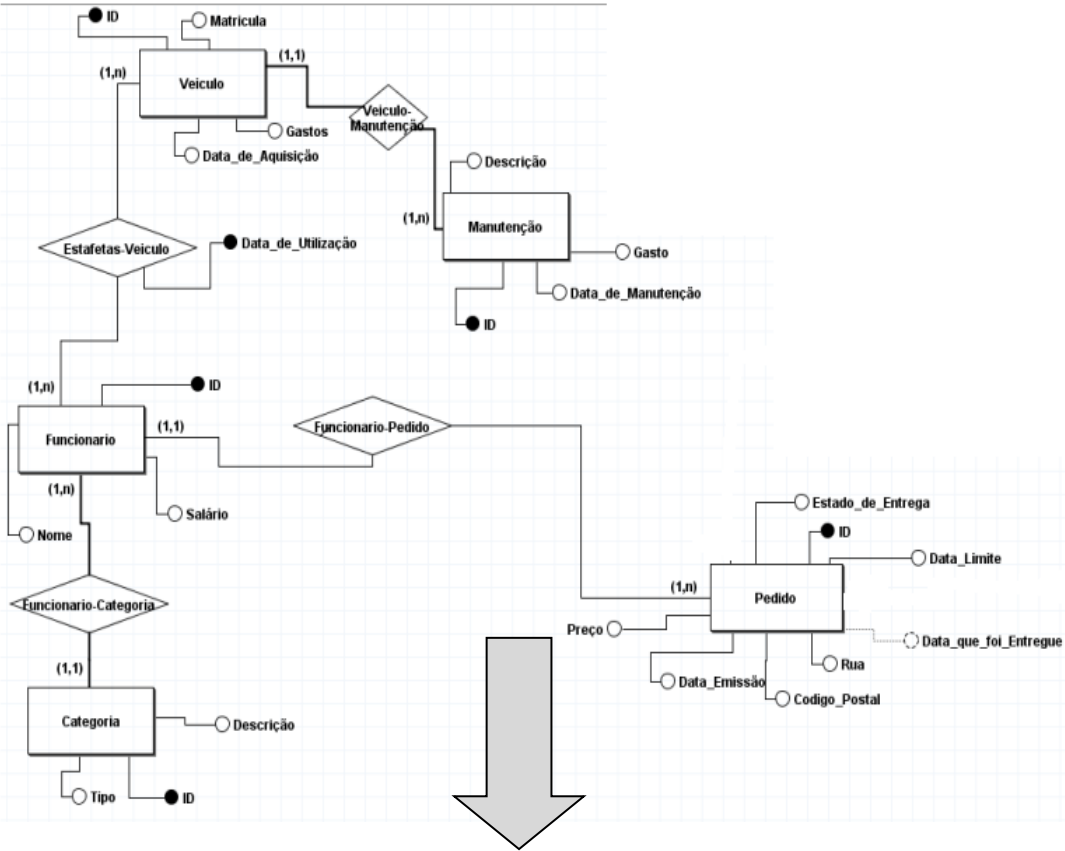 ID
Matricula
(1,1)
(1,n)
Veiculo
Veiculo-
Manutenção
Gastos
Data_de_Aquisição
Descrição
(1,n)
Manutenção
Estafetas-Veiculo
Data_de_Utilização
Gasto
Data_de_Manutenção
ID
(1,n)
ID
(1,1)
Funcionario-Pedido
Funcionario
(1,n)
Salário
Nome
Estado_de_Entrega
ID
Data_Limite
(1,n)
Pedido
Preço
Data_que_foi_Entregue
Rua
Data_Emissão
Codigo_Postal
Funcionario-Categoria
(1,1)
Categoria
Descrição
Tipo
ID